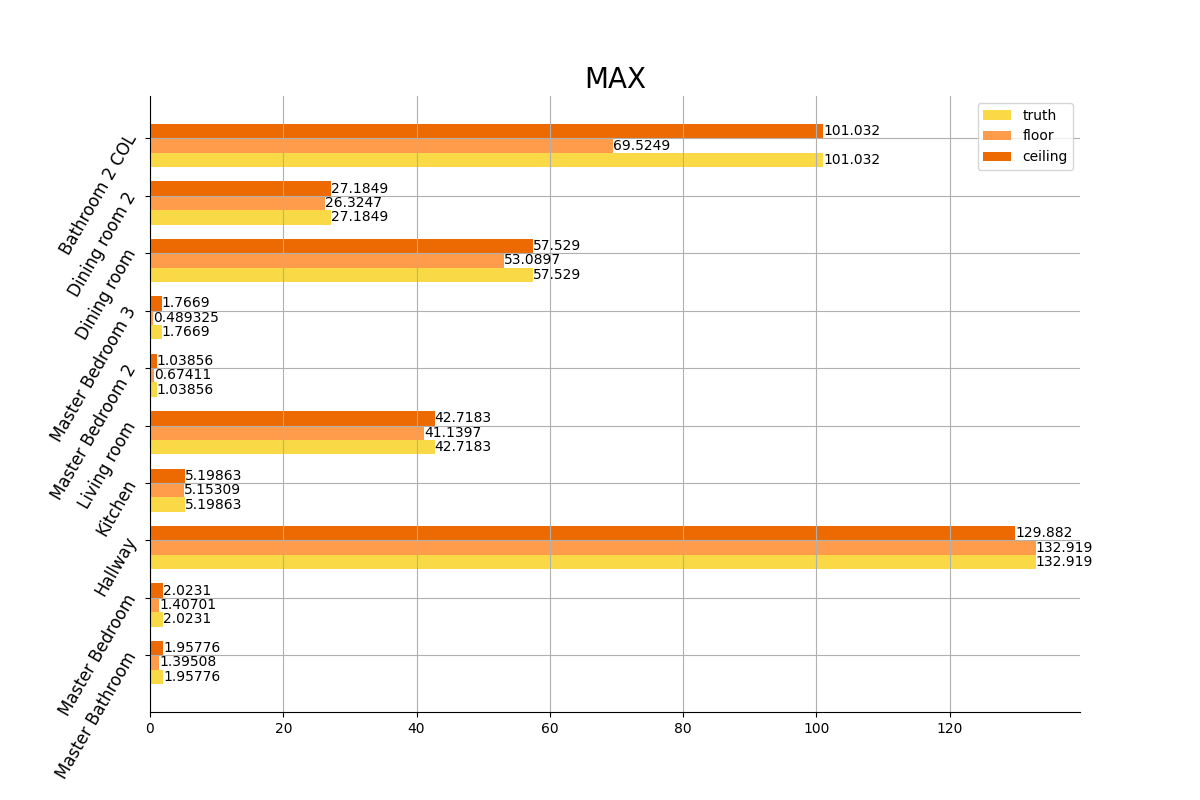 MAX
truth
floor
ceiling
Bathroom 2 COL
101.032
69.5249
101.032
Dining room 2
27.1849
26.3247
27.1849
Dining room
57.529
53.0897
57.529
Master Bedroom 3
1.7669
0.489325
1.7669
Master Bedroom 2
1.03856
0.67411
1.03856
Living room
42.7183
41.1397
42.7183
Kitchen
5.19863
5.15309
5.19863
Hallway
129.882
132.919
132.919
Master Bedroom
2.0231
1.40701
2.0231
Master Bathroom
1.95776
1.39508
1.95776
0 20 40 60 80 100 120